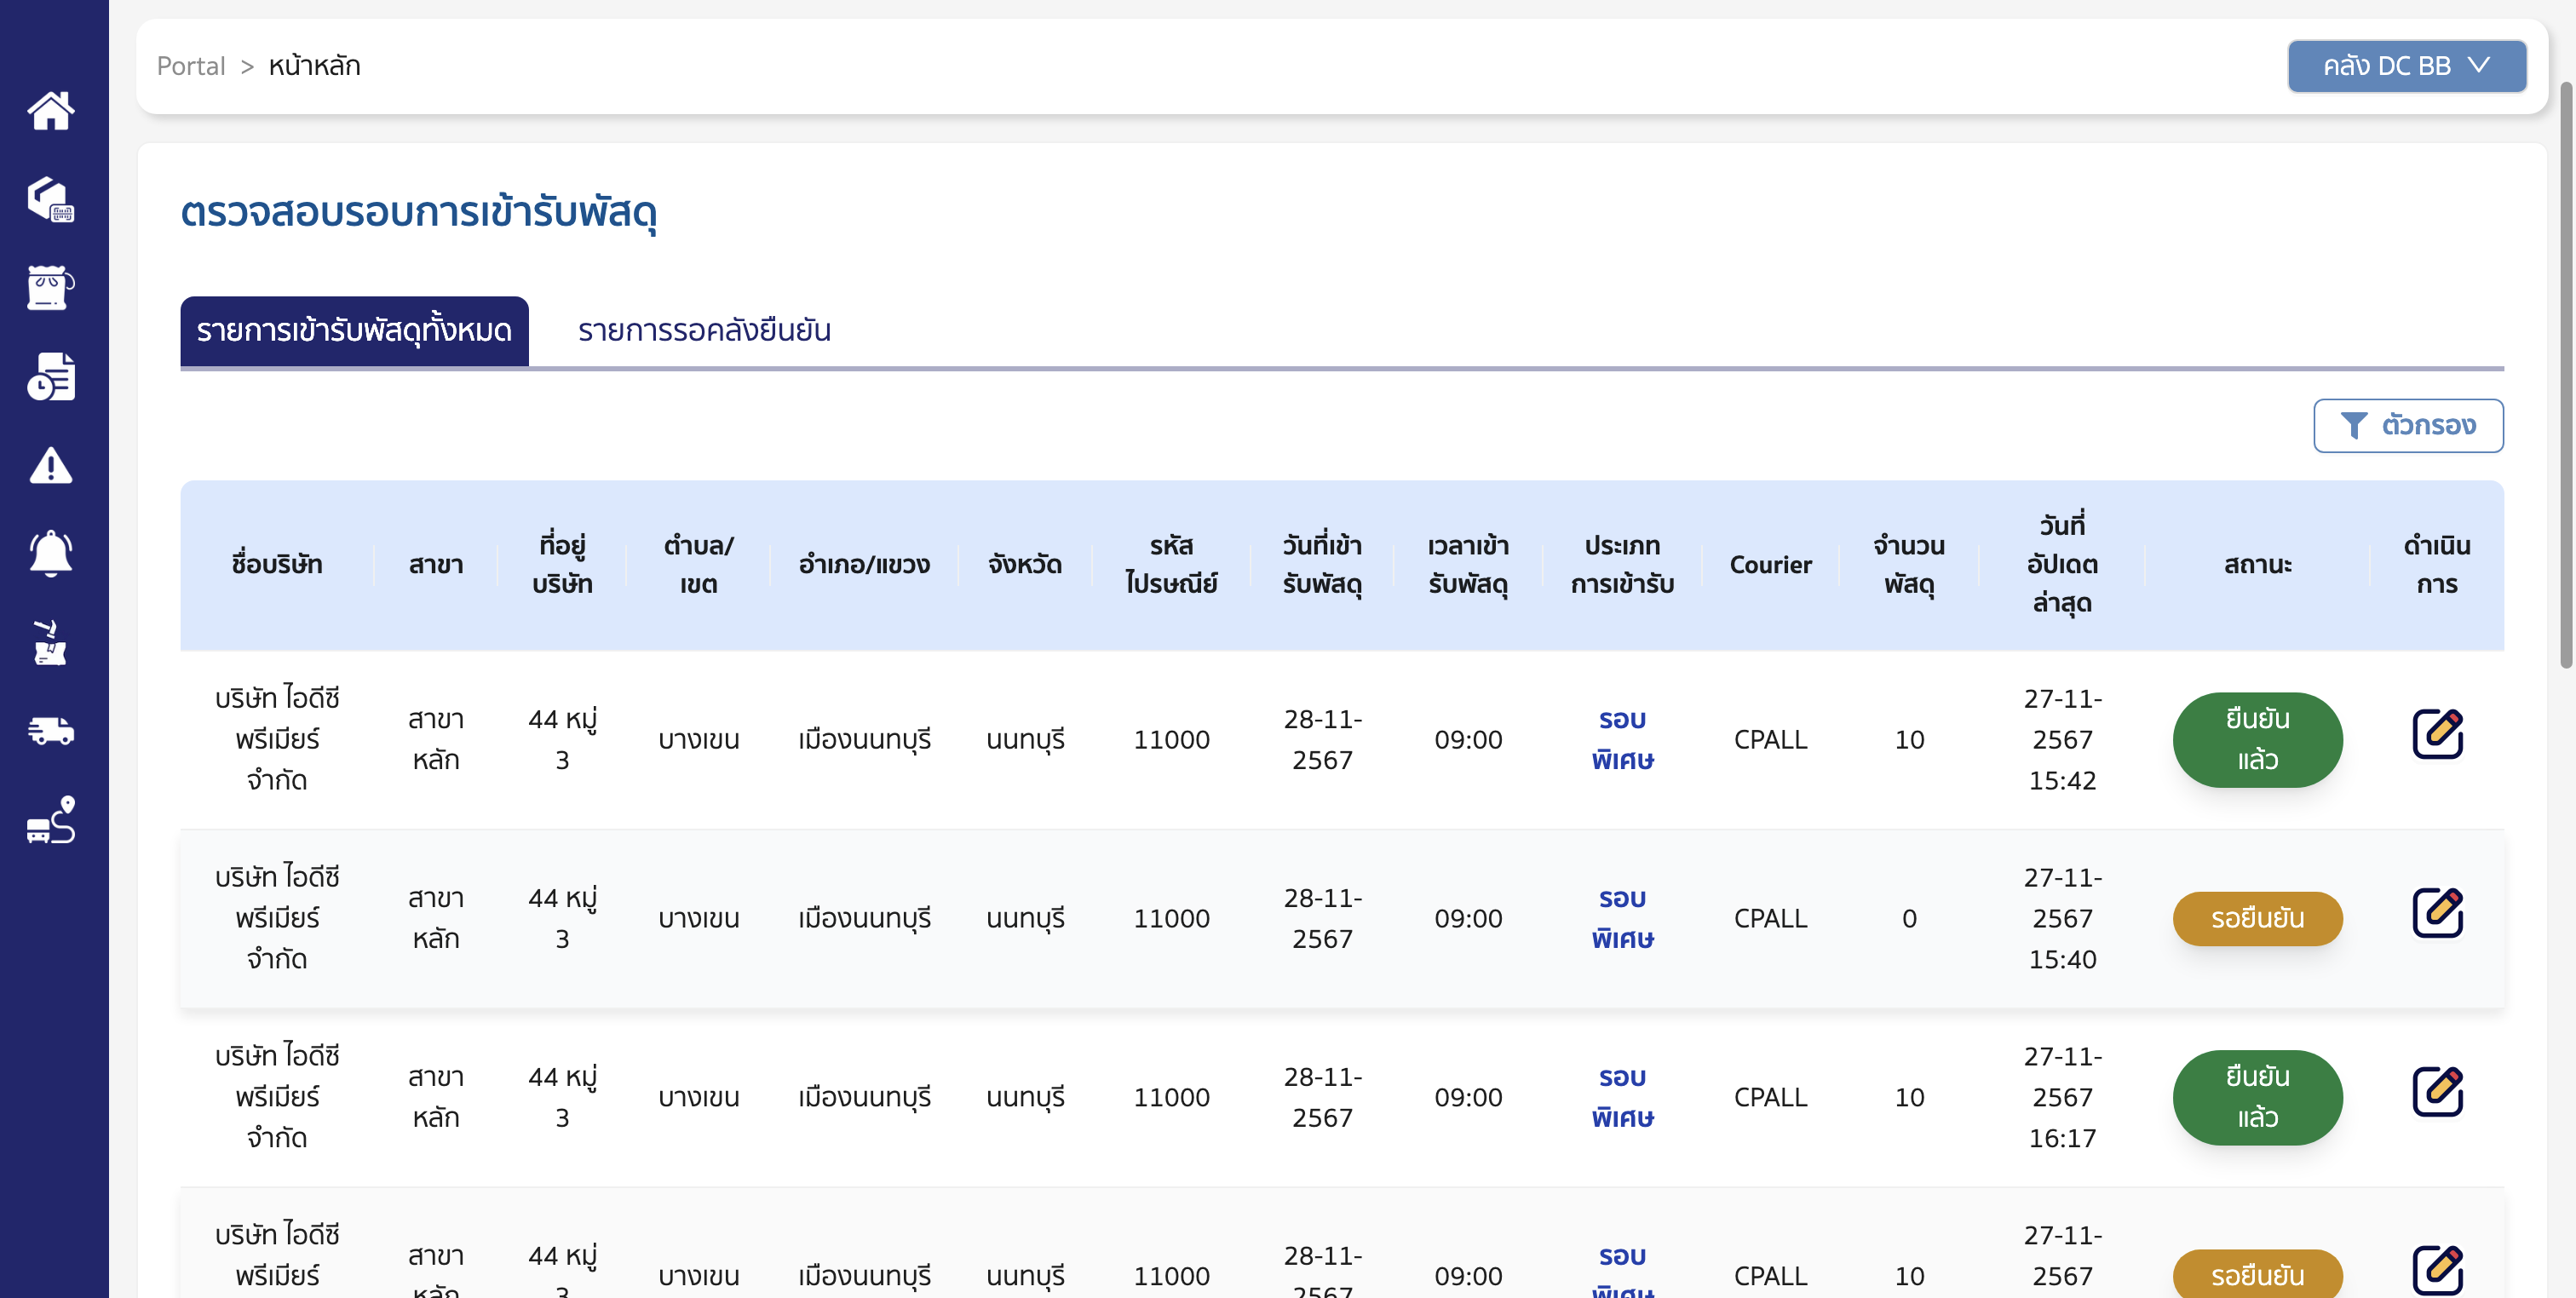 Portal > หน้าหลัก
คลัง DC BB
ตรวจสอบรอบการเข้ารับพัสดุ
รายการเข้ารับพัสดุทั้งหมด
รายการรอคลังยืนยัน
ตัวกรอง
ชื่อบริษัท
สาขา
ที่อยู่
บริษัท
ตำบล/
เขต
อำเภอ/แขวง
จังหวัด
รหัส
ไปรษณีย์
วันที่เข้า
รับพัสดุ
เวลาเข้า
รับพัสดุ
ประเภท
การเข้ารับ
Courier
จำนวน
พัสดุ
วันที่
อัปเดต
ล่าสุด
สถานะ
ดำเนิน
การ
บริษัท ไอดีซี
พรีเมียร์
จำกัด
สาขา
หลัก
44 หมู่
3
บางเขน
เมืองนนทบุรี
นนทบุรี
11000
28-11-
2567
09:00
รอบ
พิเศษ
CPALL
10
27-11-
2567
15:42
ยืนยัน
แล้ว
บริษัท ไอดีซี
พรีเมียร์
จำกัด
สาขา
หลัก
44 หมู่
3
บางเขน
เมืองนนทบุรี
นนทบุรี
11000
28-11-
2567
09:00
รอบ
พิเศษ
CPALL
0
27-11-
2567
15:40
รอยืนยัน
บริษัท ไอดีซี
พรีเมียร์
จำกัด
สาขา
หลัก
44 หมู่
3
บางเขน
เมืองนนทบุรี
นนทบุรี
11000
28-11-
2567
09:00
รอบ
พิเศษ
CPALL
10
27-11-
2567
16:17
ยืนยัน
แล้ว
บริษัท ไอดีซี
พรีเมียร์
สาขา
หลัก
44 หมู่
3
บางเขน
เมืองนนทบุรี
นนทบุรี
11000
28-11-
2567
09:00
รอบ
พิเศษ
CPALL
10
27-11-
2567
รอยืนยัน